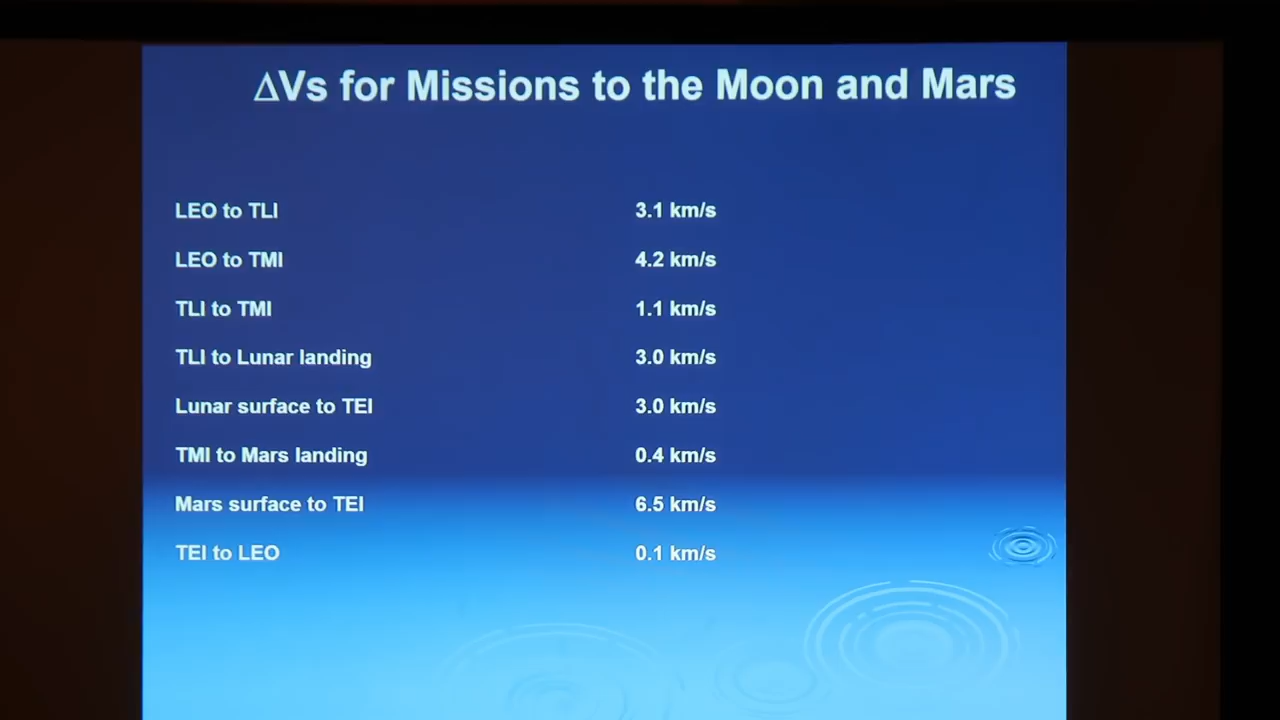 ΔVs for Missions to the Moon and Mars
LEO to TLI 3.1 km/s
LEO to TMI 4.2 km/s
TLI to TMI 1.1 km/s
TLI to Lunar landing 3.0 km/s
Lunar surface to TEI 3.0 km/s
TMI to Mars landing 0.4 km/s
Mars surface to TEI 6.5 km/s
TEI to LEO 0.1 km/s